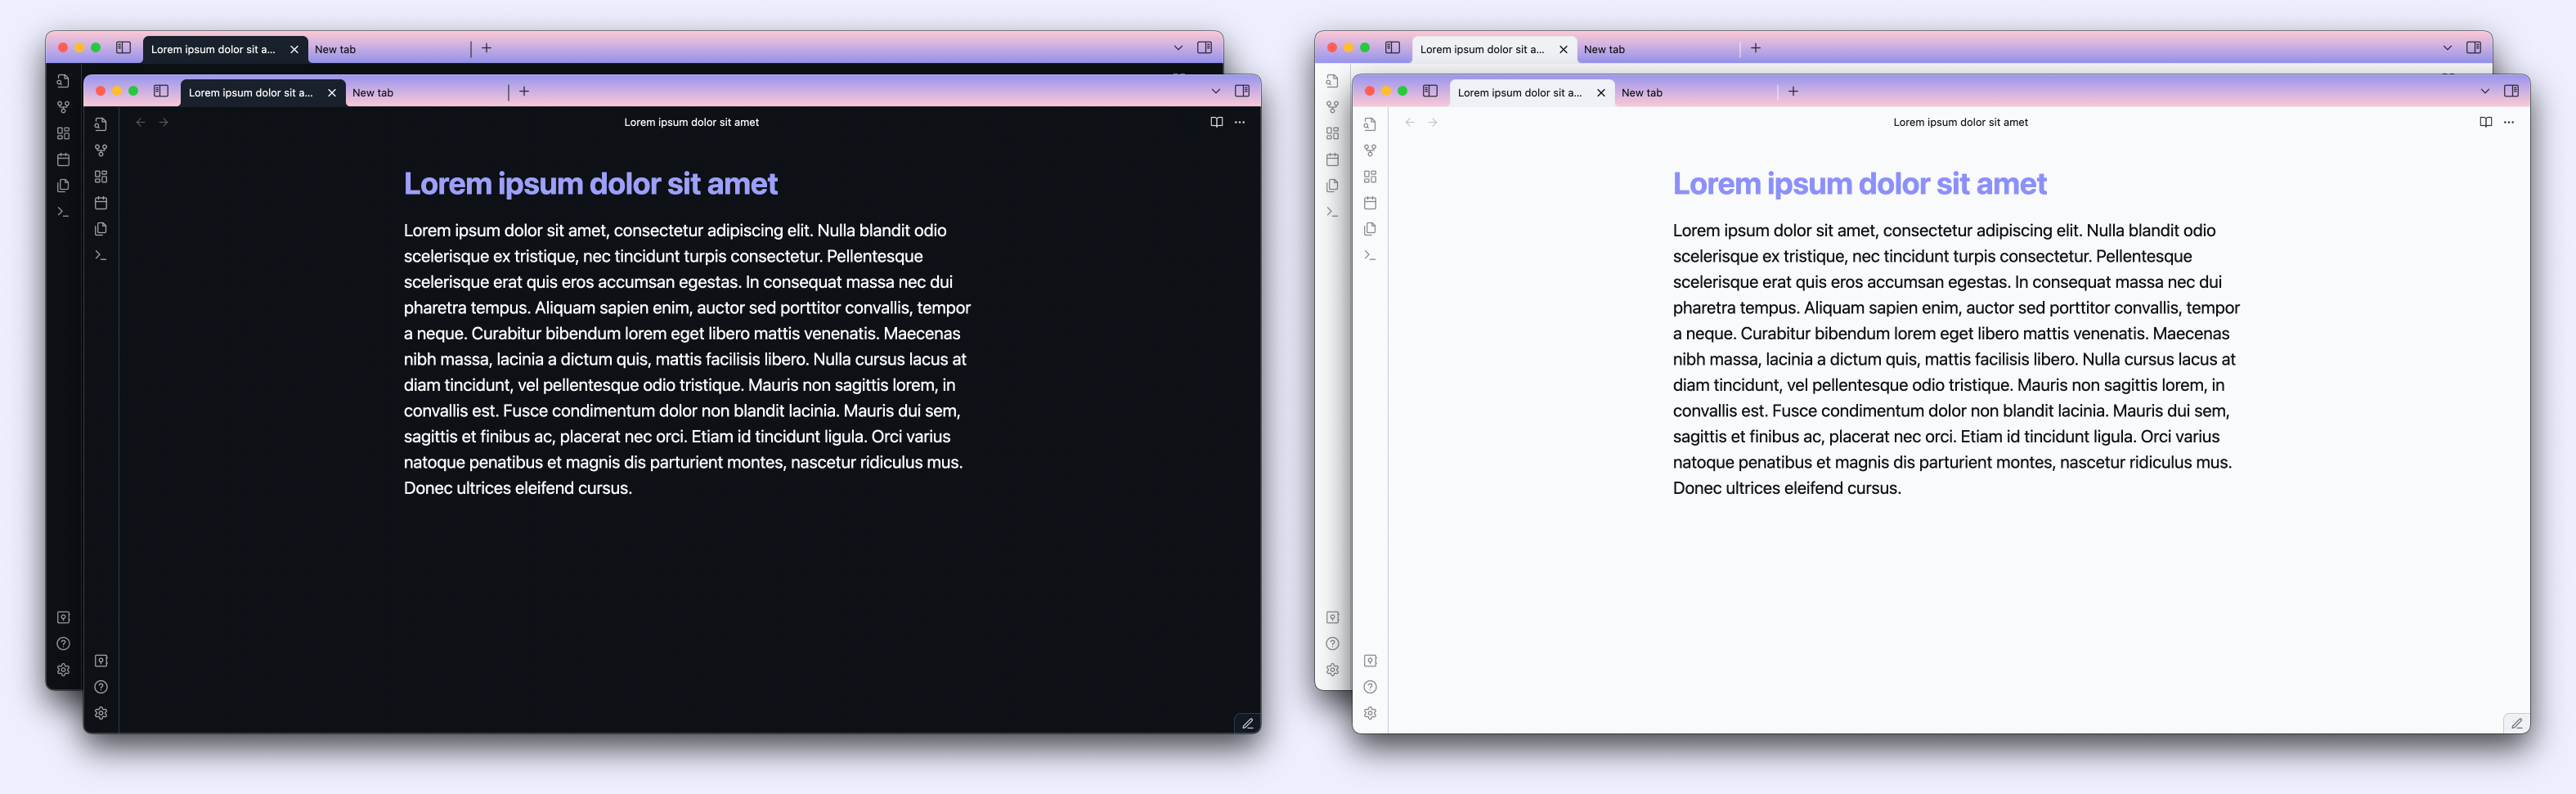 Lorem ipsum dolor sit a...
New tab
Lorem ipsum dolor sit a...
New tab
Lorem ipsum dolor sit amet
Lorem ipsum dolor sit amet
Lorem ipsum dolor sit amet, consectetur adipiscing elit. Nulla blandit odio
scelerisque ex tristique, nec tincidunt turpis consectetur. Pellentesque
scelerisque erat quis eros accumsan egestas. In consequat massa nec dui
pharetra tempus. Aliquam sapien enim, auctor sed porttitor convallis, tempor
a neque. Curabitur bibendum lorem eget libero mattis venenatis. Maecenas
nibh massa, lacinia a dictum quis, mattis facilisis libero. Nulla cursus lacus at
diam tincidunt, vel pellentesque odio tristique. Mauris non sagittis lorem, in
convallis est. Fusce condimentum dolor non blandit lacinia. Mauris dui sem,
sagittis et finibus ac, placerat nec orci. Etiam id tincidunt ligula. Orci varius
natoque penatibus et magnis dis parturient montes, nascetur ridiculus mus.
Donec ultrices eleifend cursus.
Lorem ipsum dolor sit a...
New tab
Lorem ipsum dolor sit a...
New tab
Lorem ipsum dolor sit amet
Lorem ipsum dolor sit amet
Lorem ipsum dolor sit amet, consectetur adipiscing elit. Nulla blandit odio
scelerisque ex tristique, nec tincidunt turpis consectetur. Pellentesque
scelerisque erat quis eros accumsan egestas. In consequat massa nec dui
pharetra tempus. Aliquam sapien enim, auctor sed porttitor convallis, tempor
a neque. Curabitur bibendum lorem eget libero mattis venenatis. Maecenas
nibh massa, lacinia a dictum quis, mattis facilisis libero. Nulla cursus lacus at
diam tincidunt, vel pellentesque odio tristique. Mauris non sagittis lorem, in
convallis est. Fusce condimentum dolor non blandit lacinia. Mauris dui sem,
sagittis et finibus ac, placerat nec orci. Etiam id tincidunt ligula. Orci varius
natoque penatibus et magnis dis parturient montes, nascetur ridiculus mus.
Donec ultrices eleifend cursus.